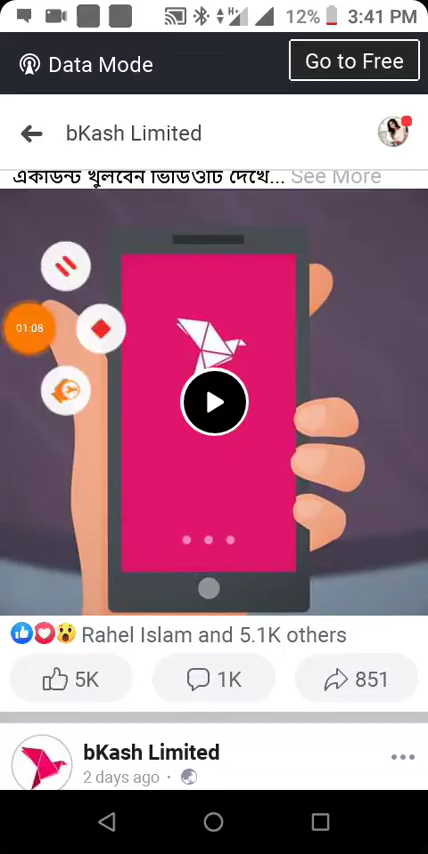 H+ 12% 3:41 PM
Data Mode Go to Free
bKash Limited
একাউন্ট খুলবেন ভিডিওটি দেখে... See More
01:08
Rahel Islam and 5.1K others
5K 1K 851
bKash Limited
2 days ago ·